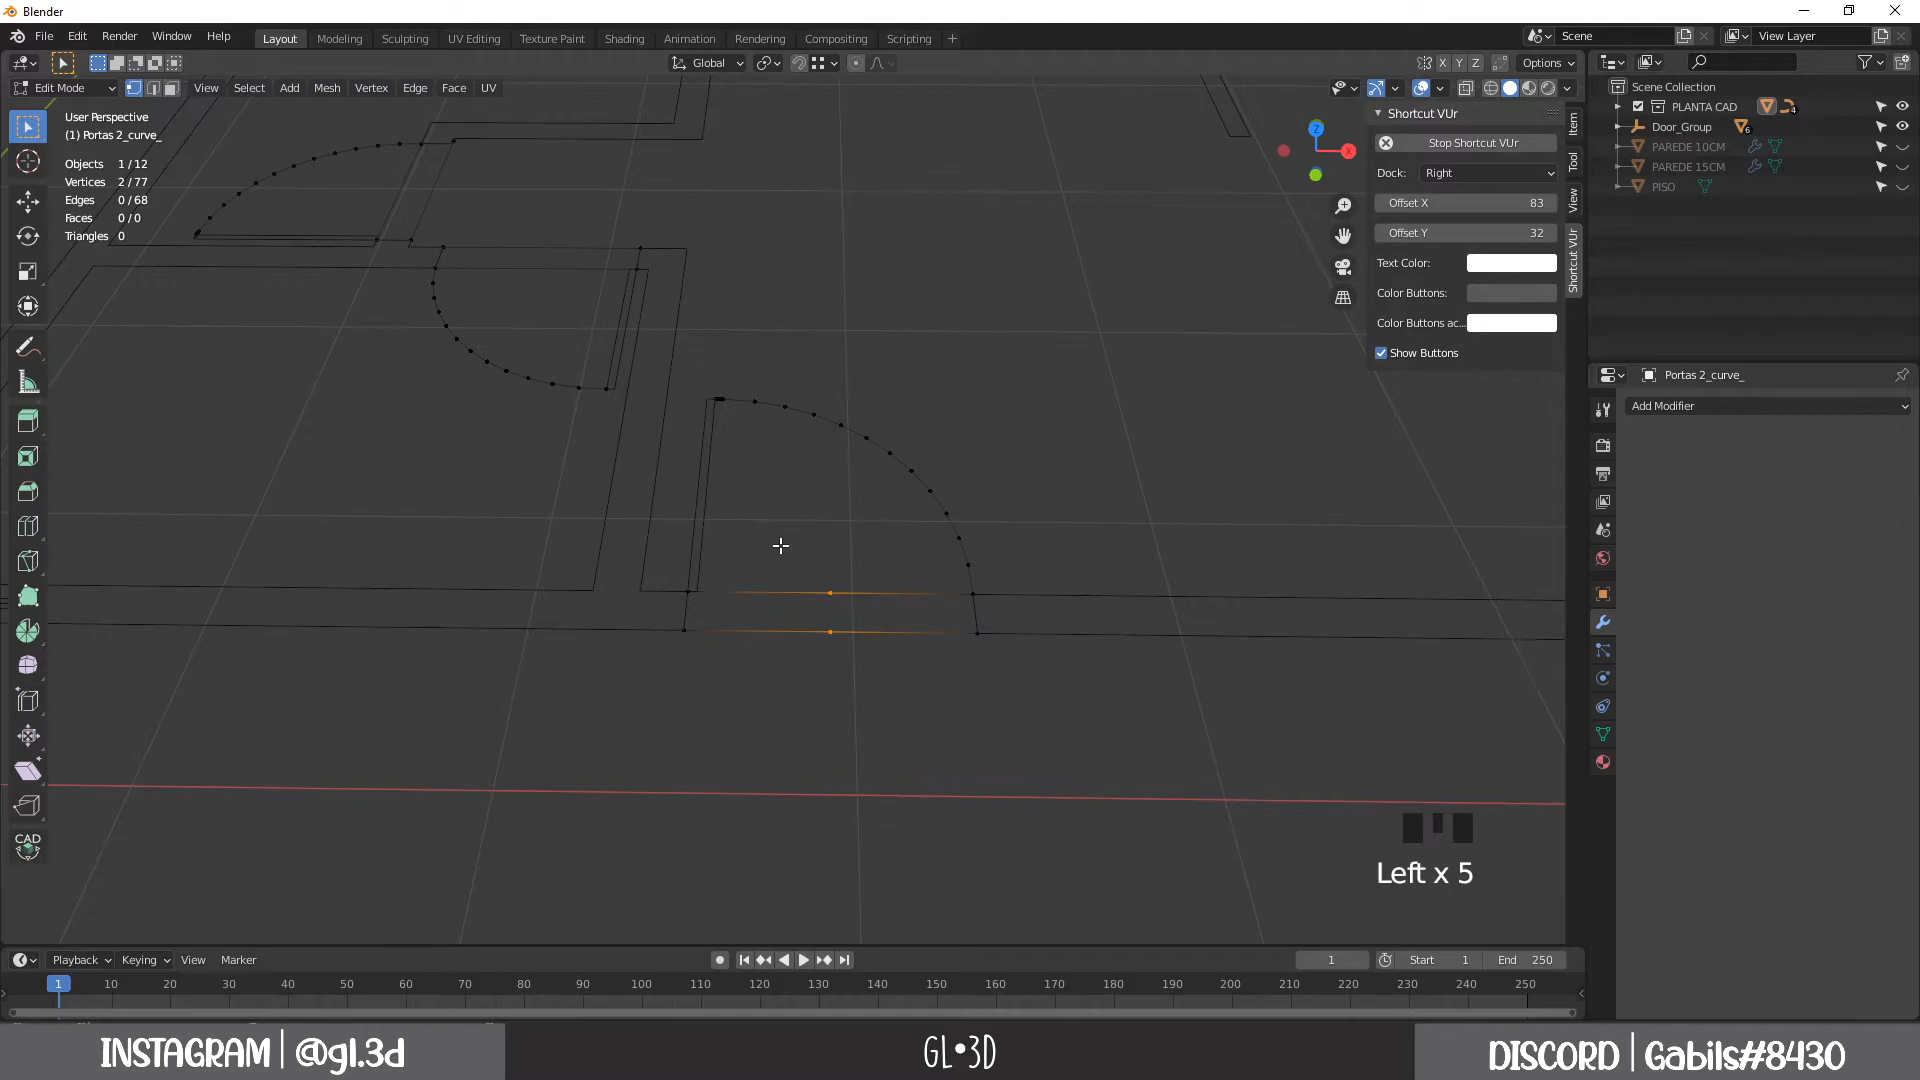 Blender
File Edit Render Window Help Layout Modeling Sculpting UV Editing Texture Paint Shading Animation Rendering Compositing Scripting + Scene View Layer
Global X Y Z Options
Edit Mode View Select Add Mesh Vertex Edge Face UV
User Perspective
(1) Portas 2_curve_
Objects 1 / 12
Vertices 2 / 77
Edges 0 / 68
Faces 0 / 0
Triangles 0
Z
X
Shortcut VUr
Stop Shortcut VUr
Dock: Right
Offset X 83
Offset Y 32
Text Color:
Color Buttons:
Color Buttons ac...
Show Buttons
Item
Tool
View
Shortcut VUr
Scene Collection
PLANTA CAD 4
Door_Group 6
PAREDE 10CM
PAREDE 15CM
PISO
Portas 2_curve_
Add Modifier
CAD
Left x 5
Playback Keying View Marker 1 Start 1 End 250
1 10 20 30 40 50 60 70 80 90 100 110 120 130 140 150 160 170 180 190 200 210 220 230 240 250
INSTAGRAM | @gl.3d GL•3D DISCORD | Gabils#8430